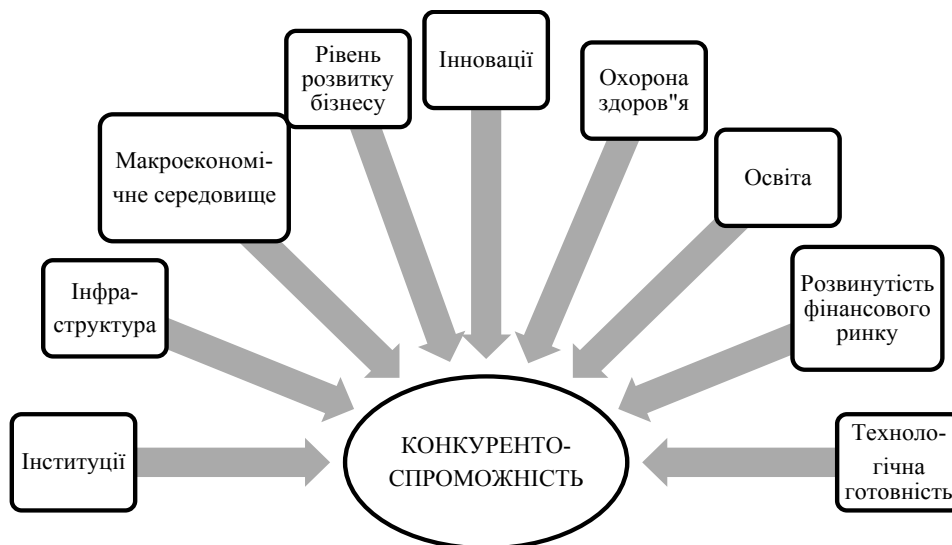 Рівень
розвитку
бізнесу
Інновації
Охорона
здоров"я
Макроекономі-
чне середовище
Освіта
Інфра-
структура
Розвинутість
фінансового
ринку
Інституції
КОНКУРЕНТО-
СПРОМОЖНІСТЬ
Техноло-
гічна
готовність